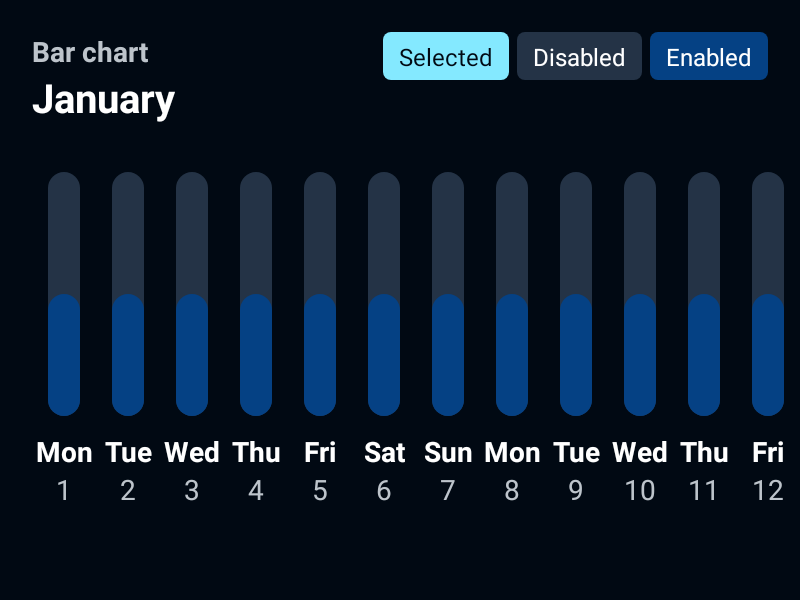 Bar chart
January
Selected Disabled Enabled
Mon Tue Wed Thu Fri Sat Sun Mon Tue Wed Thu Fri
1 2 3 4 5 6 7 8 9 10 11 12